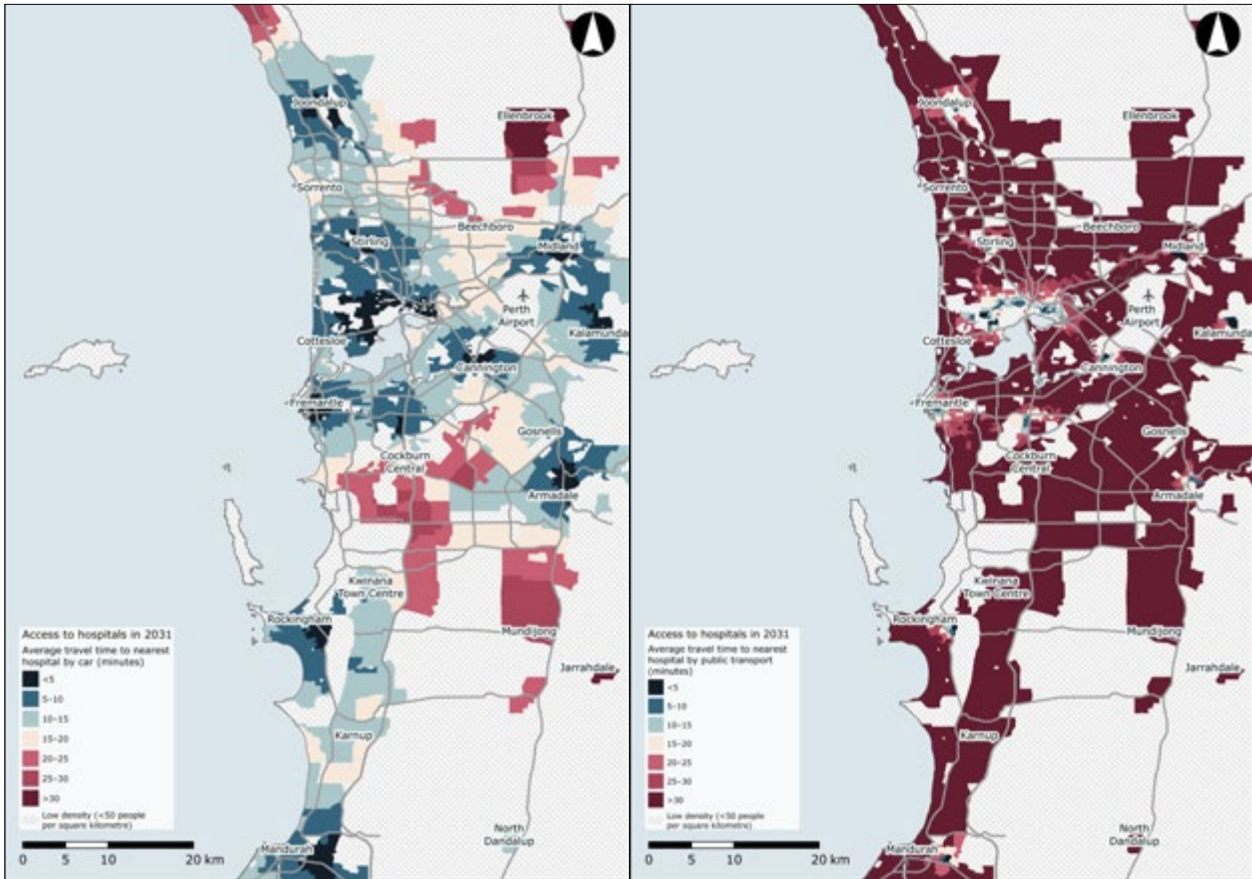 Joondalup
Ellenbrook
Sorrento
Beechboro
Stirling
Midland
Perth
Airport
Kalamunda
Cottesloe
Cannington
Fremantle
Gosnells
Cockburn
Central
Armadale
Kwinana
Town Centre
Rockingham
Mundijong
Jarrahdale
Karnup
North
Dandalup
Mandurah
Access to hospitals in 2031
Average travel time to nearest
hospital by car (minutes)
<5
5–10
10–15
15–20
20–25
25–30
>30
Low density (<50 people
per square kilometre)
0 5 10 20 km
Joondalup
Ellenbrook
Sorrento
Beechboro
Stirling
Midland
Perth
Airport
Kalamunda
Cottesloe
Cannington
Fremantle
Gosnells
Cockburn
Central
Armadale
Kwinana
Town Centre
Rockingham
Mundijong
Jarrahdale
Karnup
North
Dandalup
Mandurah
Access to hospitals in 2031
Average travel time to nearest
hospital by public transport
(minutes)
<5
5–10
10–15
15–20
20–25
25–30
>30
Low density (<50 people
per square kilometre)
0 5 10 20 km